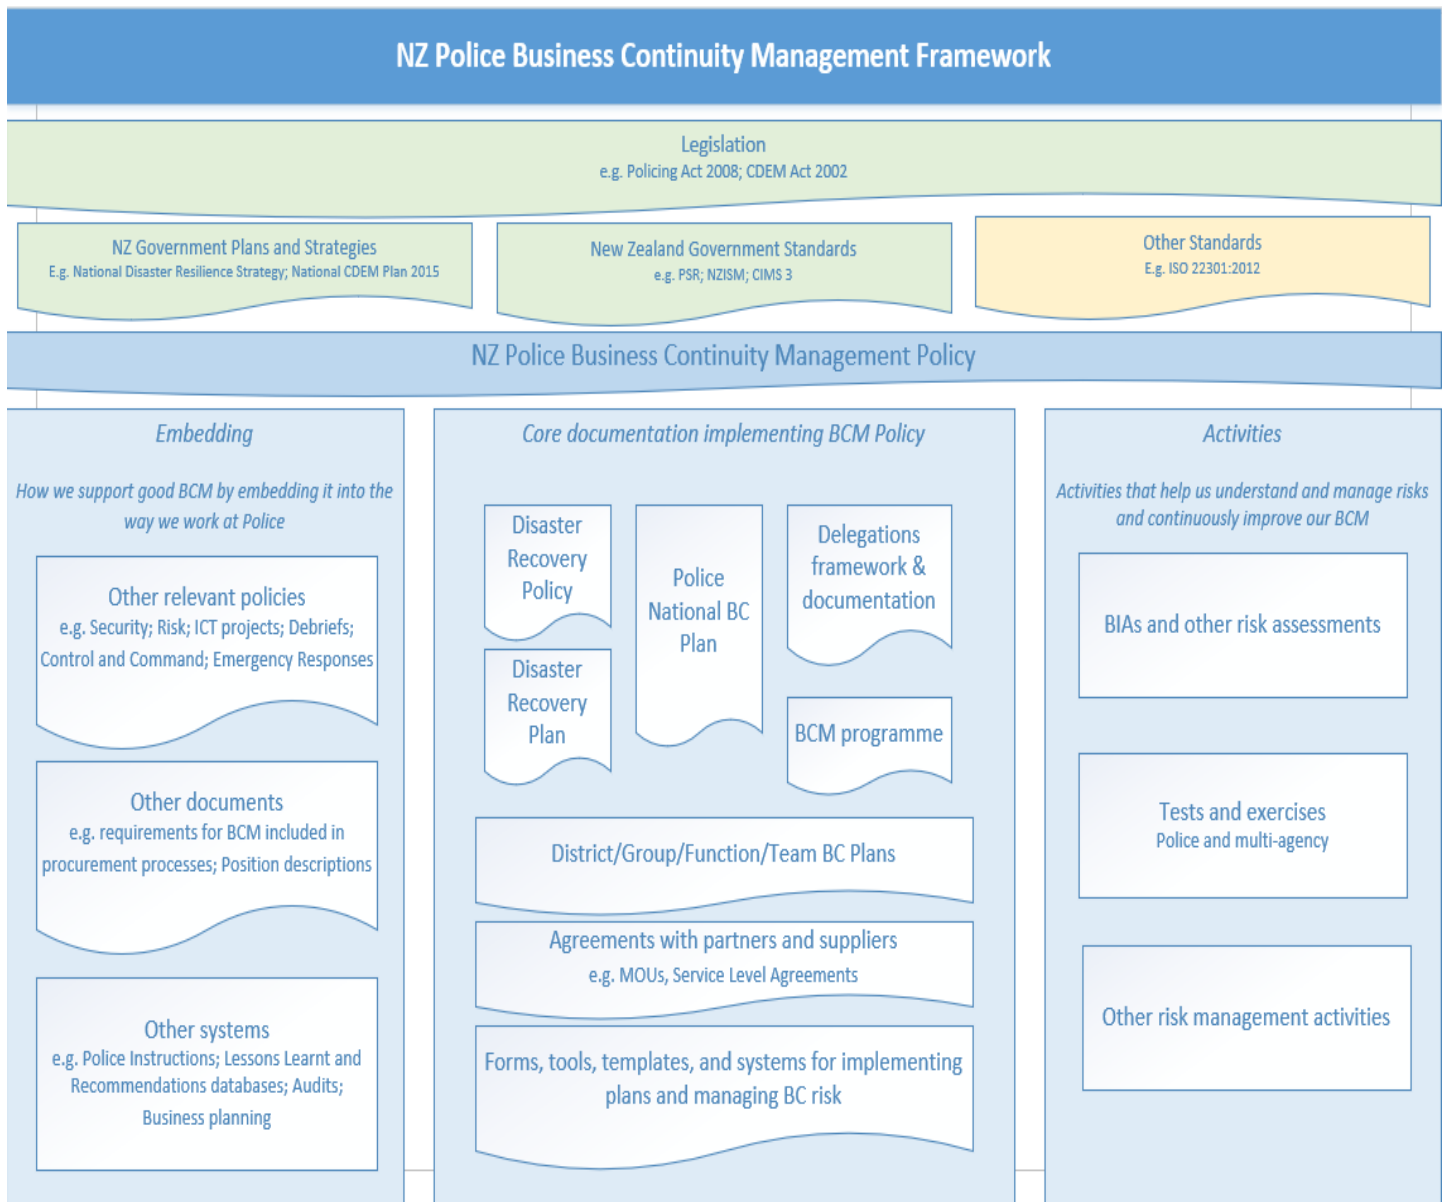 NZ Police Business Continuity Management Framework
Legislation
e.g. Policing Act 2008; CDEM Act 2002
NZ Government Plans and Strategies
E.g. National Disaster Resilience Strategy; National CDEM Plan 2015
New Zealand Government Standards
e.g. PSR; NZISM; CIMS 3
Other Standards
E.g. ISO 22301:2012
NZ Police Business Continuity Management Policy
Embedding
How we support good BCM by embedding it into the
way we work at Police
Other relevant policies
e.g. Security; Risk; ICT projects; Debriefs;
Control and Command; Emergency Responses
Other documents
e.g. requirements for BCM included in
procurement processes; Position descriptions
Other systems
e.g. Police Instructions; Lessons Learnt and
Recommendations databases; Audits;
Business planning
Core documentation implementing BCM Policy
Disaster
Recovery
Policy
Disaster
Recovery
Plan
Police
National BC
Plan
Delegations
framework &
documentation
BCM programme
District/Group/Function/Team BC Plans
Agreements with partners and suppliers
e.g. MOUs, Service Level Agreements
Forms, tools, templates, and systems for implementing
plans and managing BC risk
Activities
Activities that help us understand and manage risks
and continuously improve our BCM
BIAs and other risk assessments
Tests and exercises
Police and multi-agency
Other risk management activities